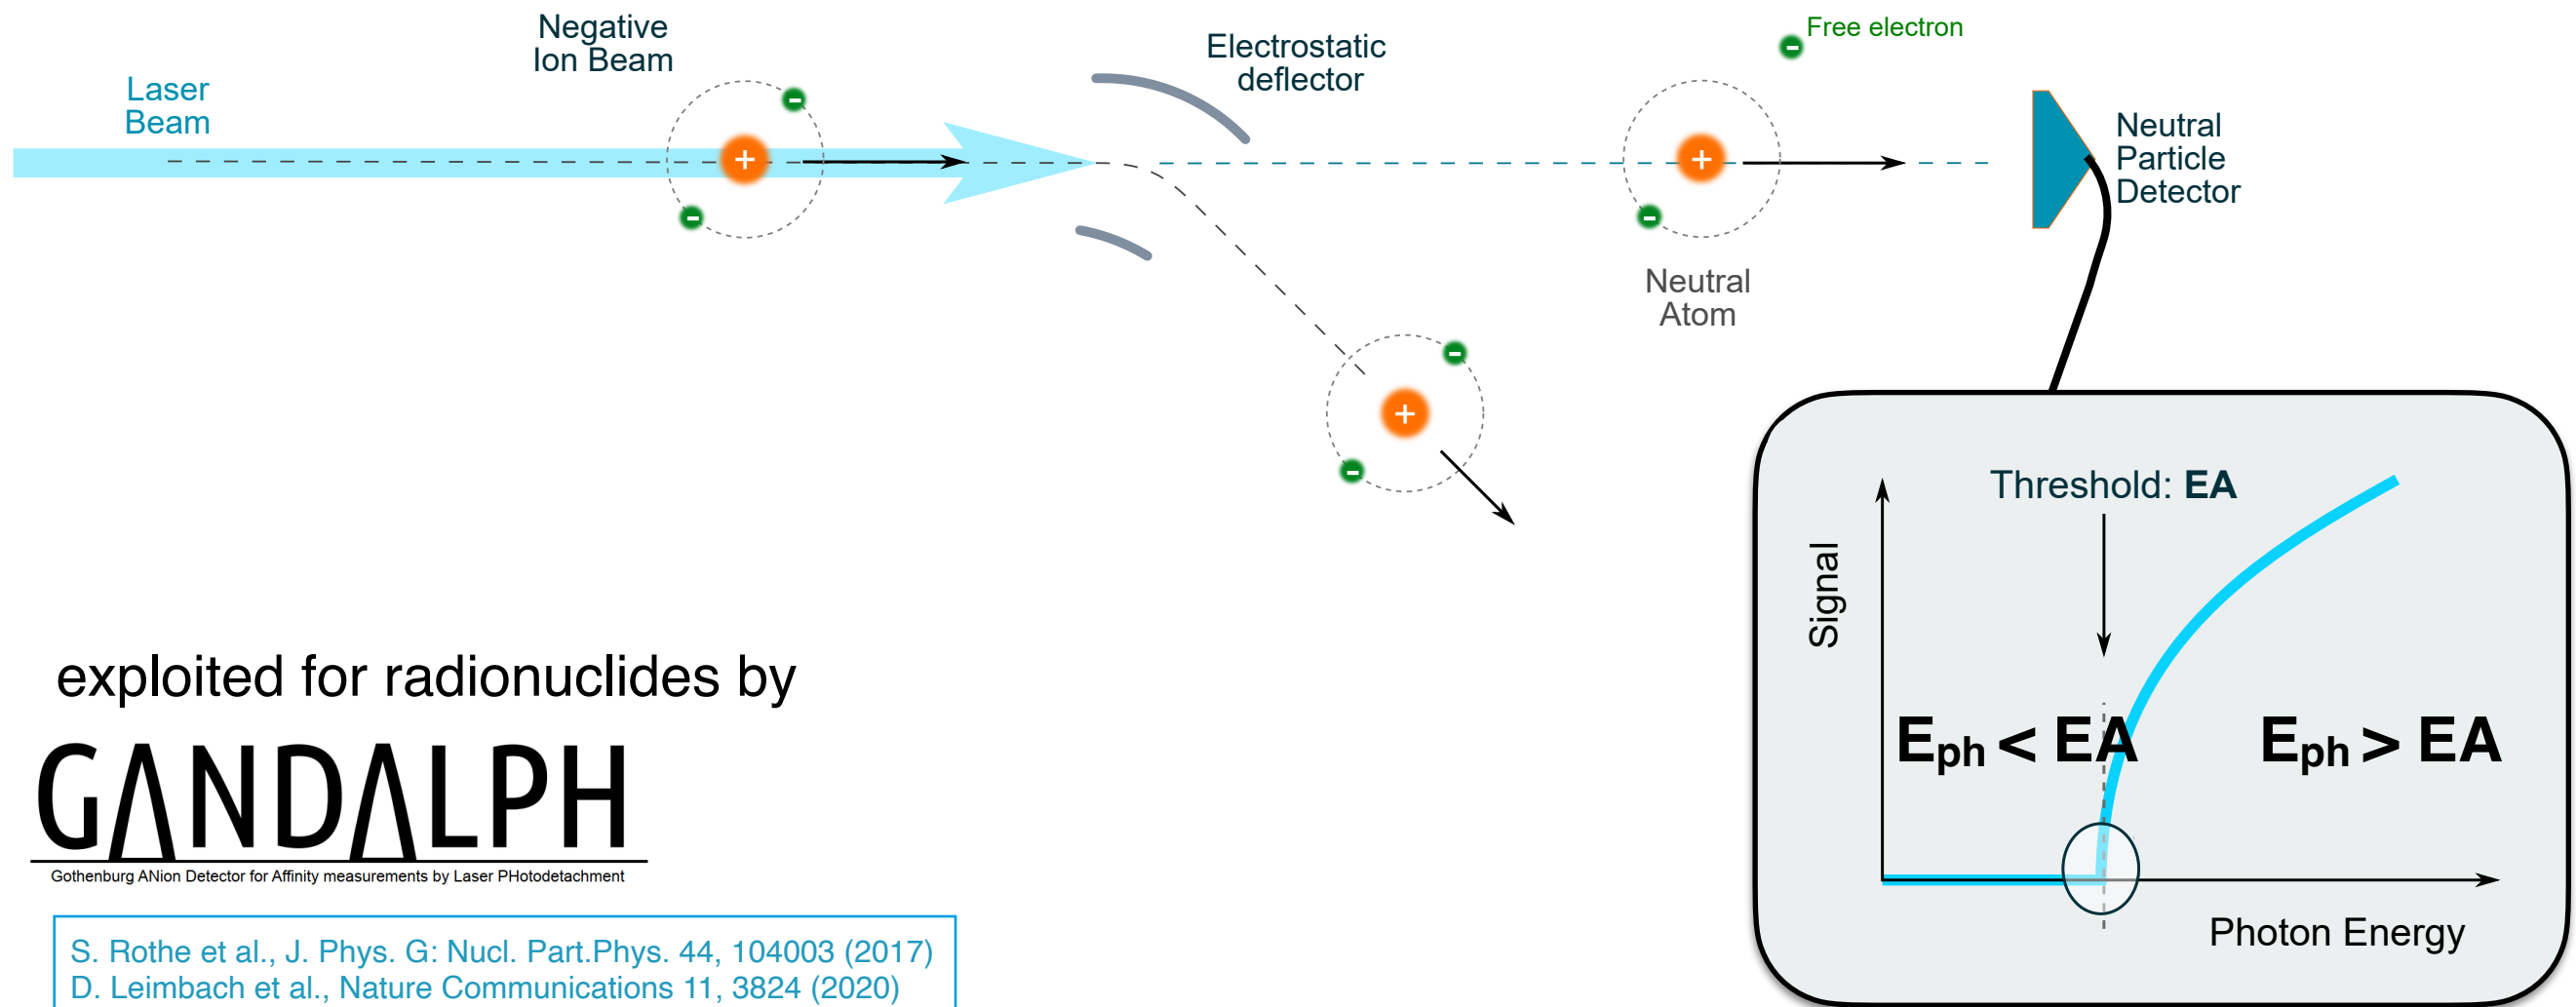 Negative
Ion Beam
Laser
Beam
Electrostatic
deflector
Free electron
Neutral
Particle
Detector
Neutral
Atom
Threshold: EA
Signal
Eph < EA
Eph > EA
Photon Energy
exploited for radionuclides by
GANDALPH
Gothenburg ANion Detector for Affinity measurements by Laser PHotodetachment
S. Rothe et al., J. Phys. G: Nucl. Part.Phys. 44, 104003 (2017)
D. Leimbach et al., Nature Communications 11, 3824 (2020)